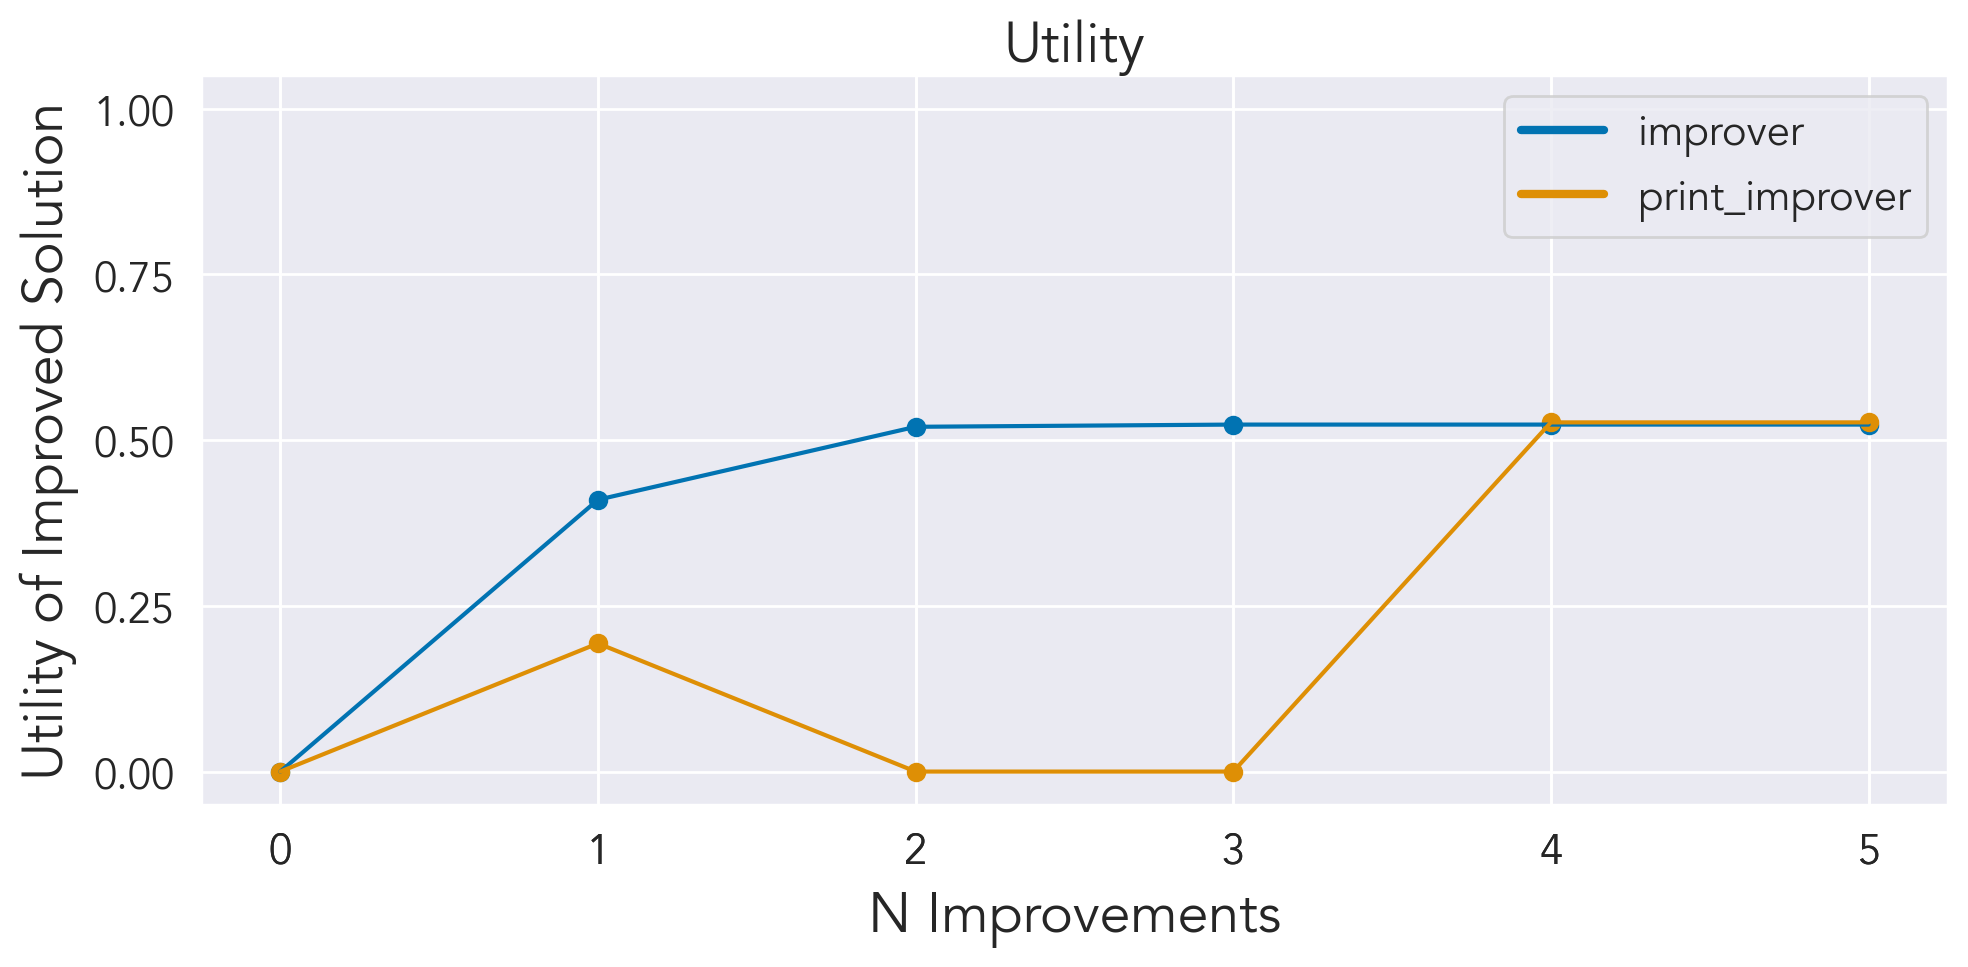 Utility
Utility of Improved Solution
1.00
0.75
0.50
0.25
0.00
improver
print_improver
0 1 2 3 4 5
N Improvements